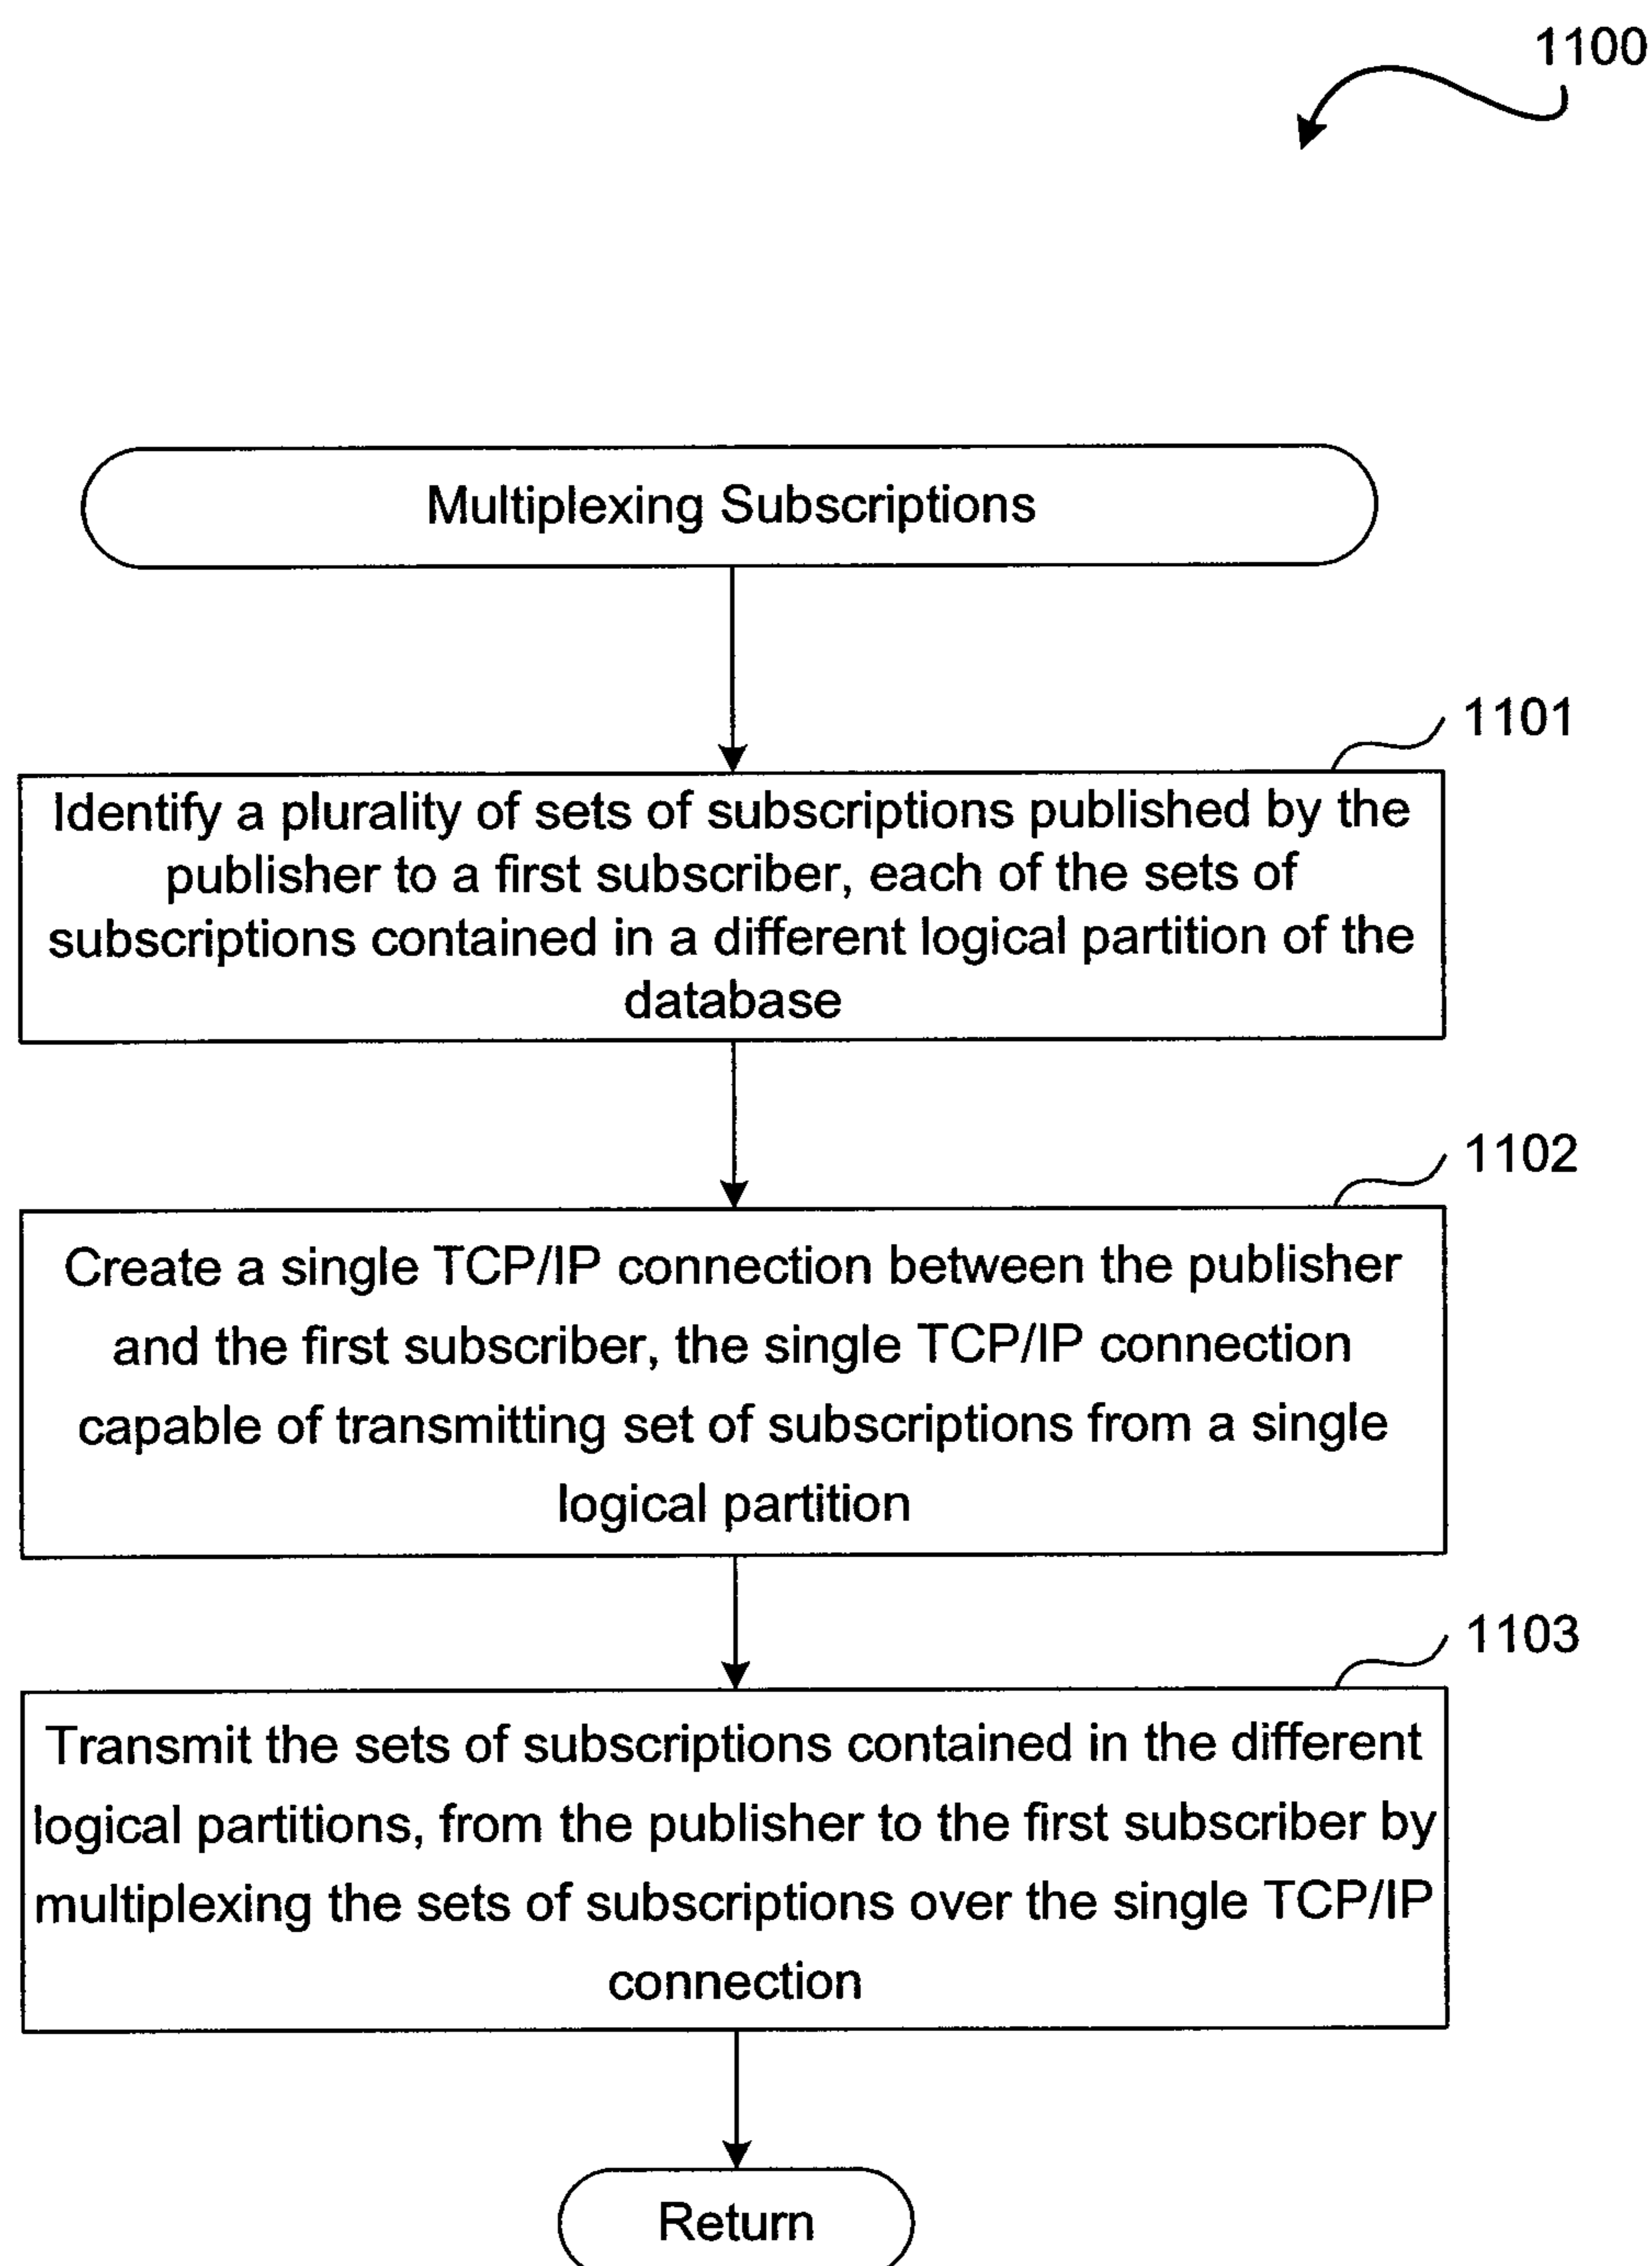 1100
Multiplexing Subscriptions
1101
Identify a plurality of sets of subscriptions published by the
publisher to a first subscriber, each of the sets of
subscriptions contained in a different logical partition of the
database
1102
Create a single TCP/IP connection between the publisher
and the first subscriber, the single TCP/IP connection
capable of transmitting set of subscriptions from a single
logical partition
1103
Transmit the sets of subscriptions contained in the different
logical partitions, from the publisher to the first subscriber by
multiplexing the sets of subscriptions over the single TCP/IP
connection
Return